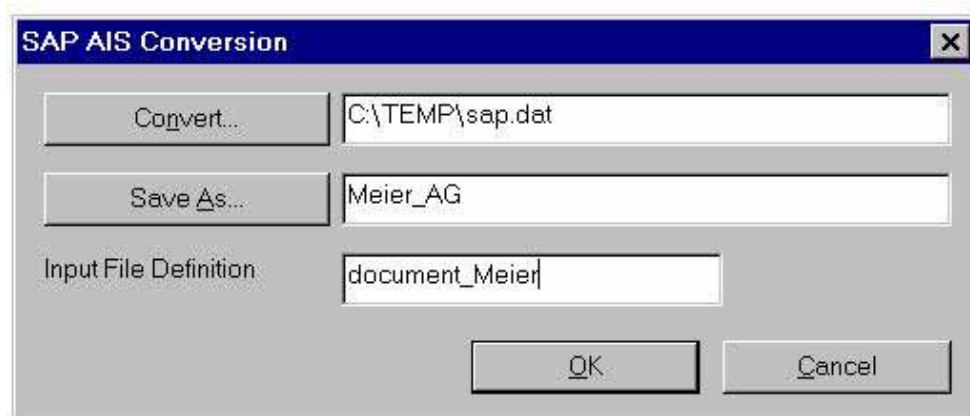 SAP AIS Conversion
Convert... C:\TEMP\sap.dat
Save As... Meier_AG
Input File Definition document_Meier
OK Cancel